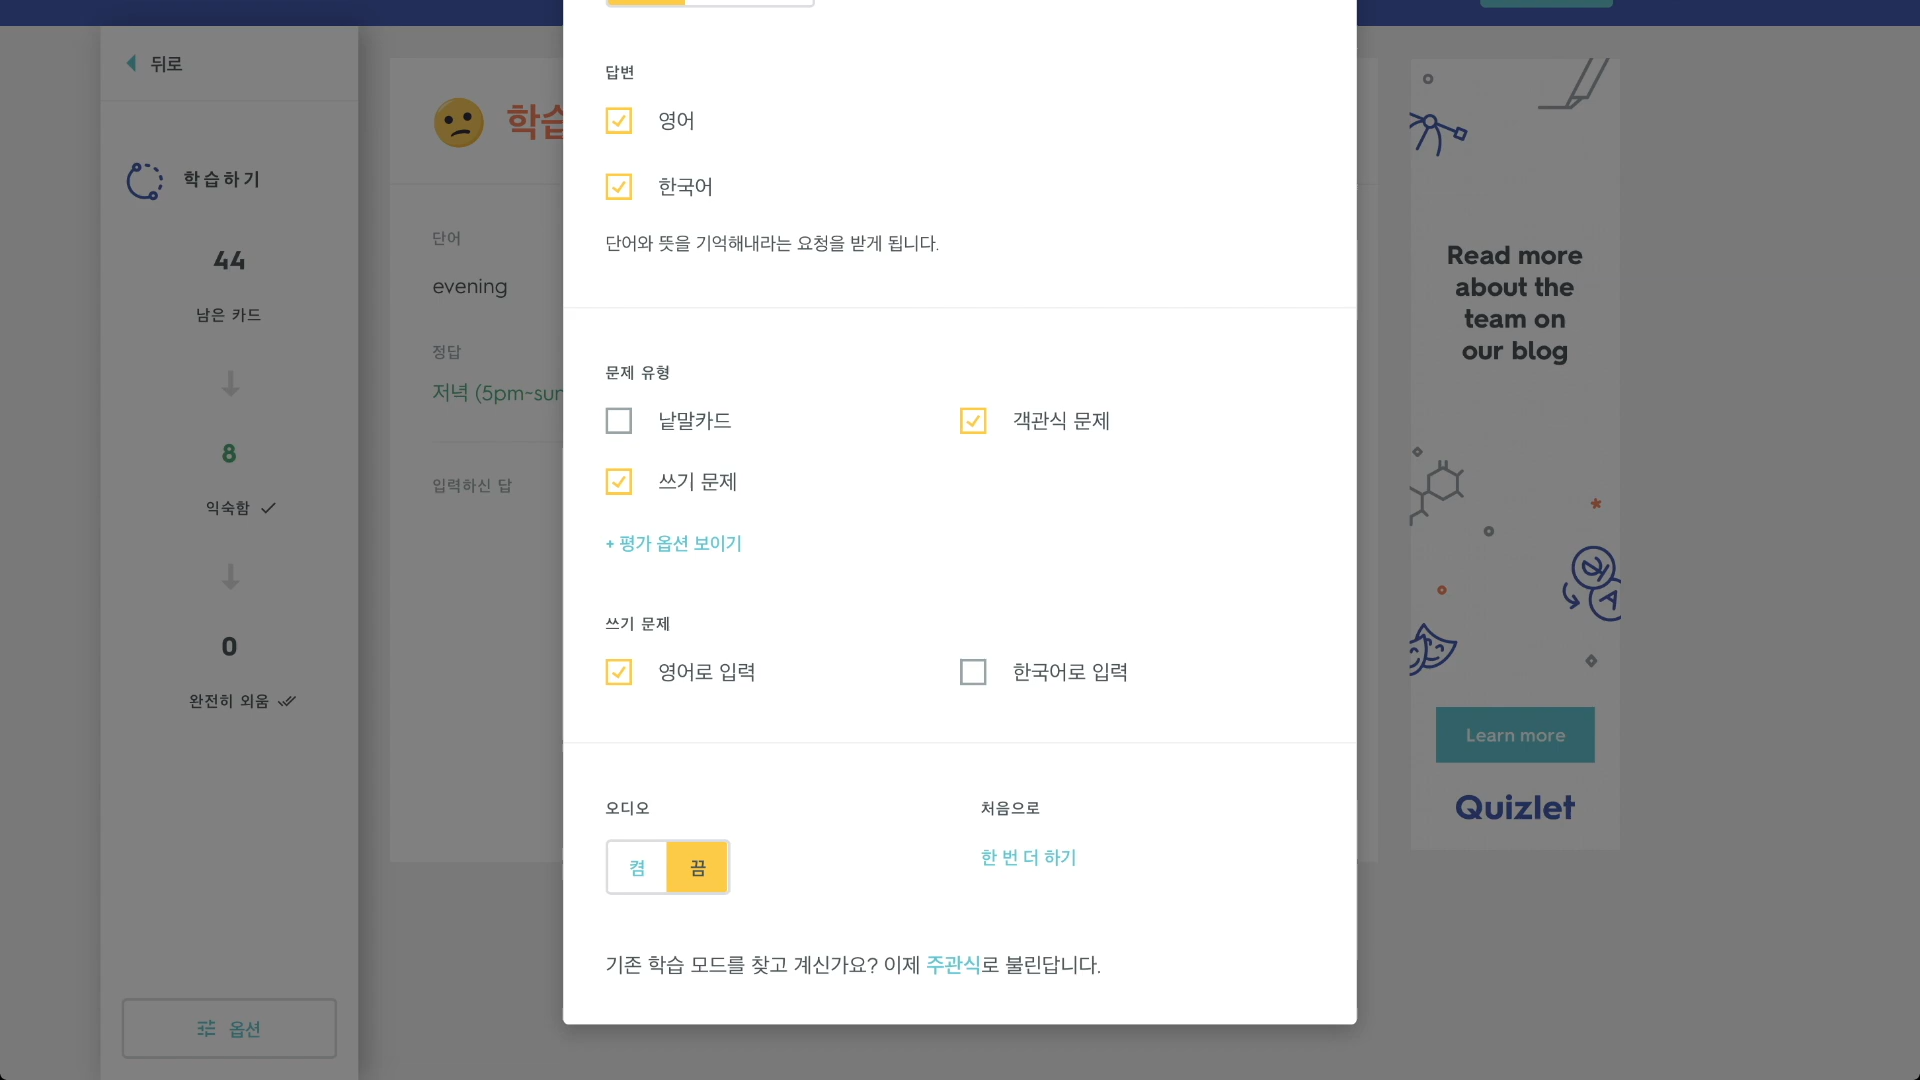 뒤로
학습하기
44
남은 카드
8
익숙함
0
완전히 외움
옵션
학습
단어
evening
정답
저녁 (5pm~sun
입력하신 답
답변
영어
한국어
단어와 뜻을 기억해내라는 요청을 받게 됩니다.
문제 유형
낱말카드
객관식 문제
쓰기 문제
+ 평가 옵션 보이기
쓰기 문제
영어로 입력
한국어로 입력
오디오
켬
끔
처음으로
한 번 더 하기
기존 학습 모드를 찾고 계신가요? 이제 주관식로 불린답니다.
Read more
about the
team on
our blog
Learn more
Quizlet